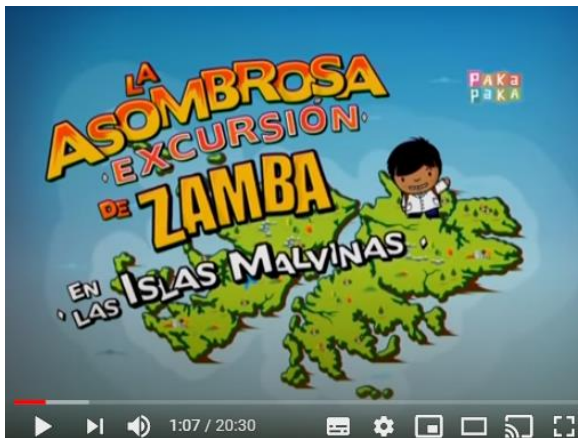 LA
ASOMBROSA
EXCURSIÓN
DE ZAMBA
EN LAS ISLAS MALVINAS
PAKA
PAKA
1:07 / 20:30